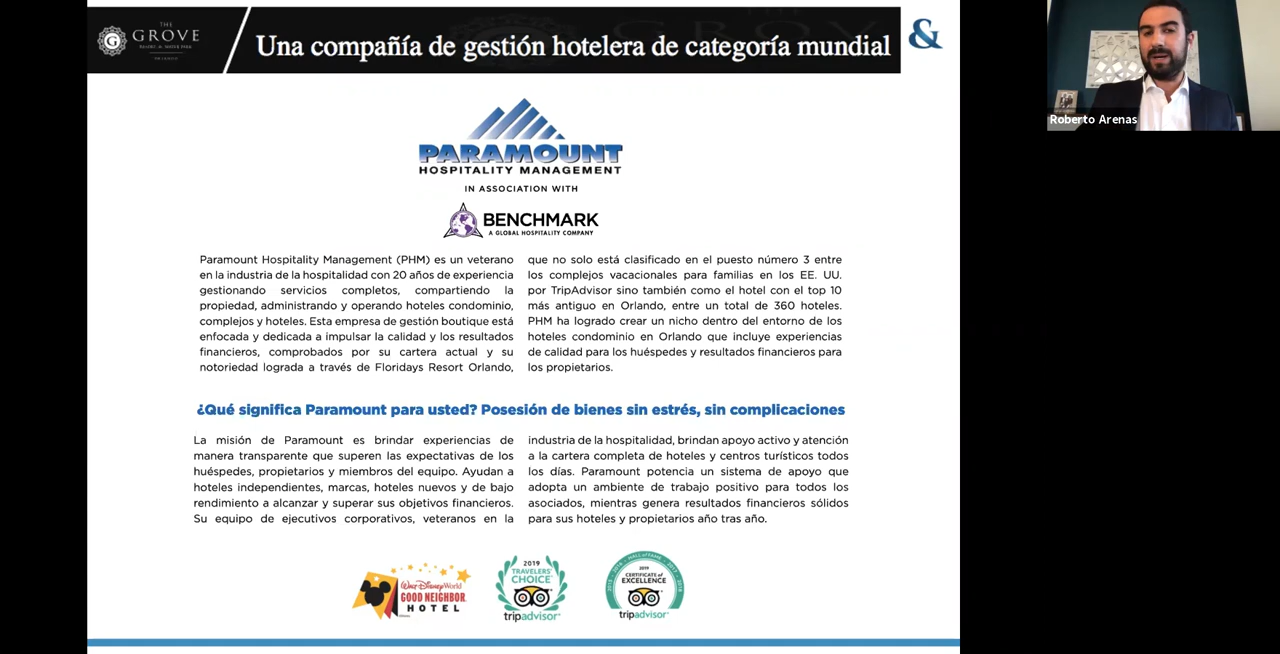 THE
GROVE
RESORT & WATER PARK
ORLANDO
Una compañía de gestión hotelera de categoría mundial
&
Roberto Arenas
PARAMOUNT
HOSPITALITY MANAGEMENT
IN ASSOCIATION WITH
BENCHMARK
A GLOBAL HOSPITALITY COMPANY
Paramount Hospitality Management (PHM) es un veterano
en la industria de la hospitalidad con 20 años de experiencia
gestionando servicios completos, compartiendo la
propiedad, administrando y operando hoteles condominio,
complejos y hoteles. Esta empresa de gestión boutique está
enfocada y dedicada a impulsar la calidad y los resultados
financieros, comprobados por su cartera actual y su
notoriedad lograda a través de Floridays Resort Orlando,
que no solo está clasificado en el puesto número 3 entre
los complejos vacacionales para familias en los EE. UU.
por TripAdvisor sino también como el hotel con el top 10
más antiguo en Orlando, entre un total de 360 hoteles.
PHM ha logrado crear un nicho dentro del entorno de los
hoteles condominio en Orlando que incluye experiencias
de calidad para los huéspedes y resultados financieros para
los propietarios.
¿Qué significa Paramount para usted? Posesión de bienes sin estrés, sin complicaciones
La misión de Paramount es brindar experiencias de
manera transparente que superen las expectativas de los
huéspedes, propietarios y miembros del equipo. Ayudan a
hoteles independientes, marcas, hoteles nuevos y de bajo
rendimiento a alcanzar y superar sus objetivos financieros.
Su equipo de ejecutivos corporativos, veteranos en la
industria de la hospitalidad, brindan apoyo activo y atención
a la cartera completa de hoteles y centros turísticos todos
los días. Paramount potencia un sistema de apoyo que
adopta un ambiente de trabajo positivo para todos los
asociados, mientras genera resultados financieros sólidos
para sus hoteles y propietarios año tras año.
Walt Disney World
GOOD NEIGHBOR
HOTEL
2019
TRAVELERS'
CHOICE
tripadvisor
HALL of FAME
2019
CERTIFICATE of
EXCELLENCE
tripadvisor